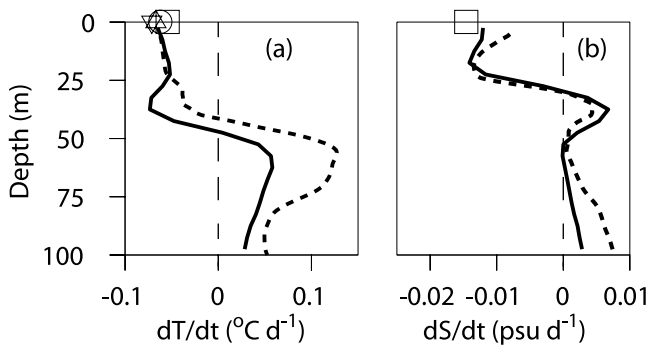 0
25
50
75
100
Depth (m)
(a)
-0.1
0
0.1
dT/dt (°C d⁻¹)
(b)
-0.02
-0.01
0
0.01
dS/dt (psu d⁻¹)